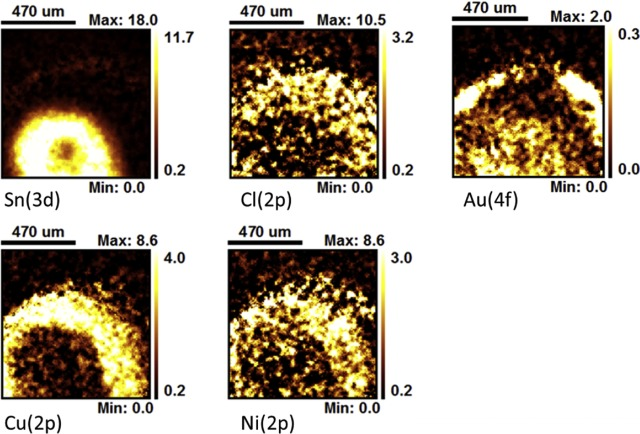 470 um Max: 18.0
11.7
0.2
Min: 0.0
Sn(3d)
470 um Max: 10.5
3.2
0.2
Min: 0.0
Cl(2p)
470 um Max: 2.0
0.3
0.0
Min: 0.0
Au(4f)
470 um Max: 8.6
4.0
0.2
Min: 0.0
Cu(2p)
470 um Max: 8.6
3.0
0.2
Min: 0.0
Ni(2p)